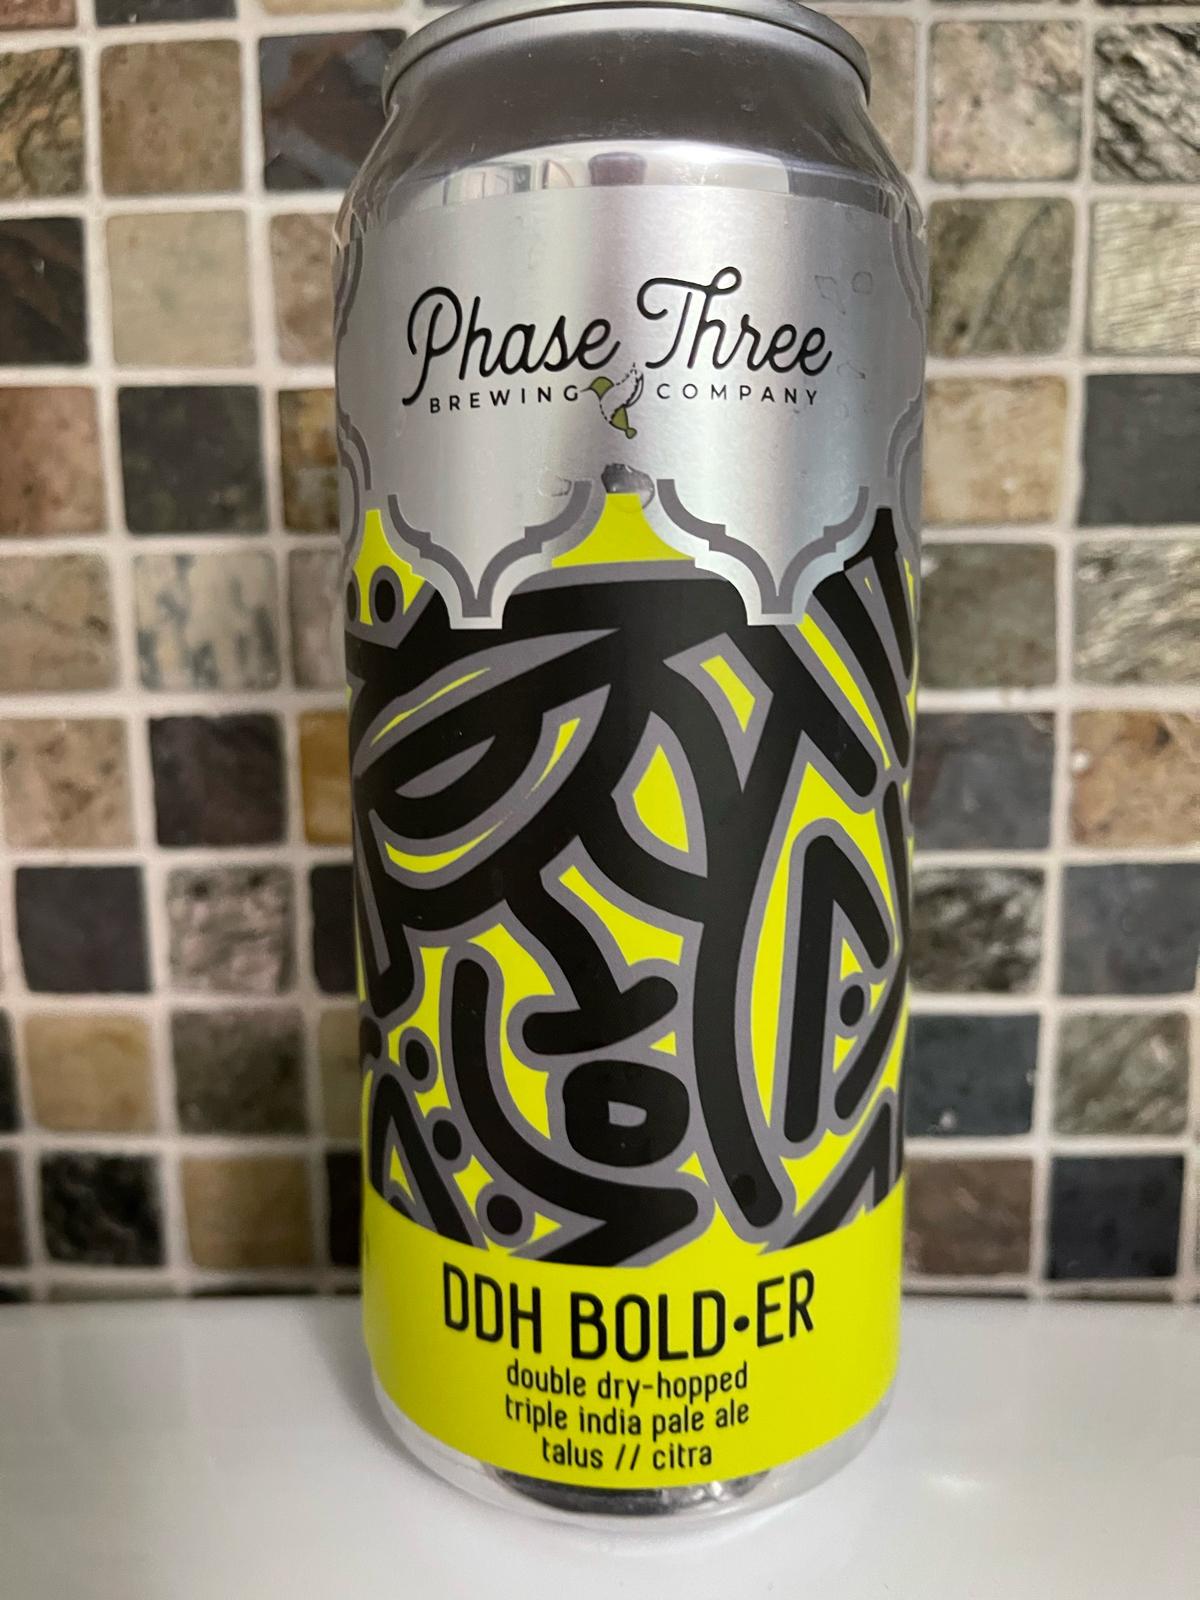 Phase Three
BREWING COMPANY
DDH BOLD•ER
double dry-hopped
triple india pale ale
talus // citra